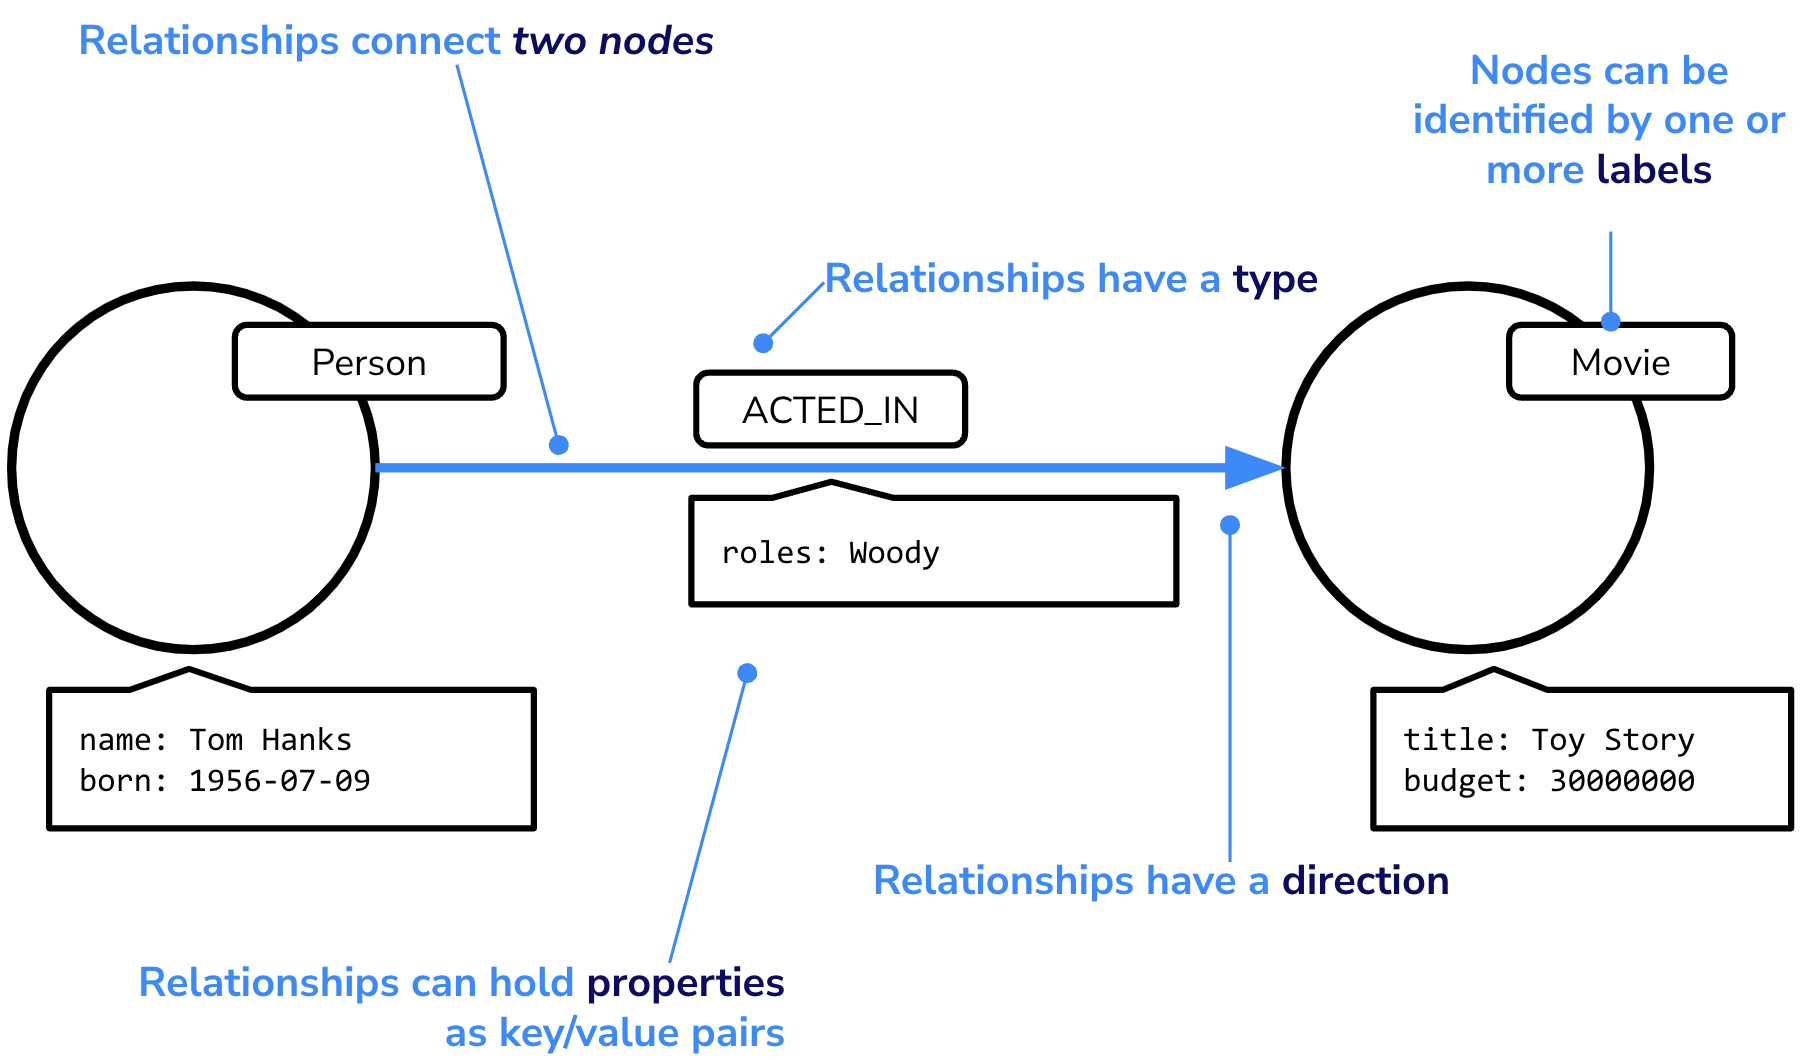 Relationships connect two nodes
Nodes can be
identified by one or
more labels
Relationships have a type
Person
ACTED_IN
Movie
roles: Woody
name: Tom Hanks
born: 1956-07-09
title: Toy Story
budget: 30000000
Relationships have a direction
Relationships can hold properties
as key/value pairs